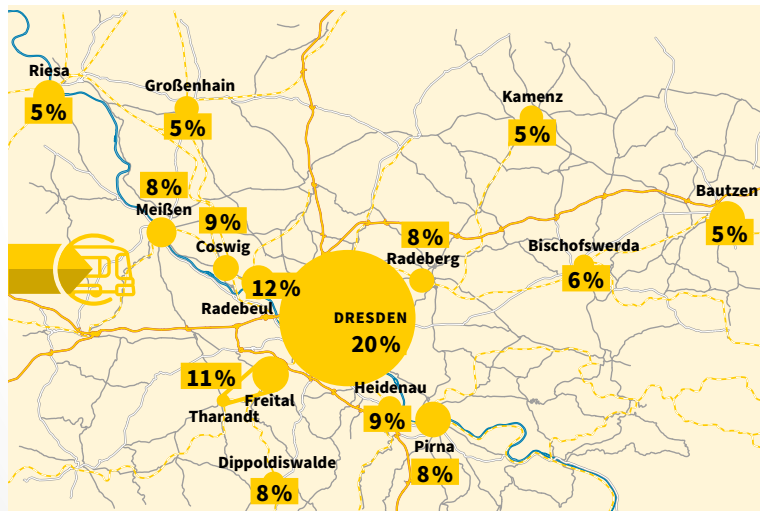 Riesa
5 %
Großenhain
5 %
Kamenz
5 %
8 %
Meißen
Bautzen
5 %
9 %
Coswig
8 %
Radeberg
Bischofswerda
6 %
12 %
Radebeul
DRESDEN
20 %
11 %
Freital
Tharandt
Heidenau
9 %
Pirna
8 %
Dippoldiswalde
8 %